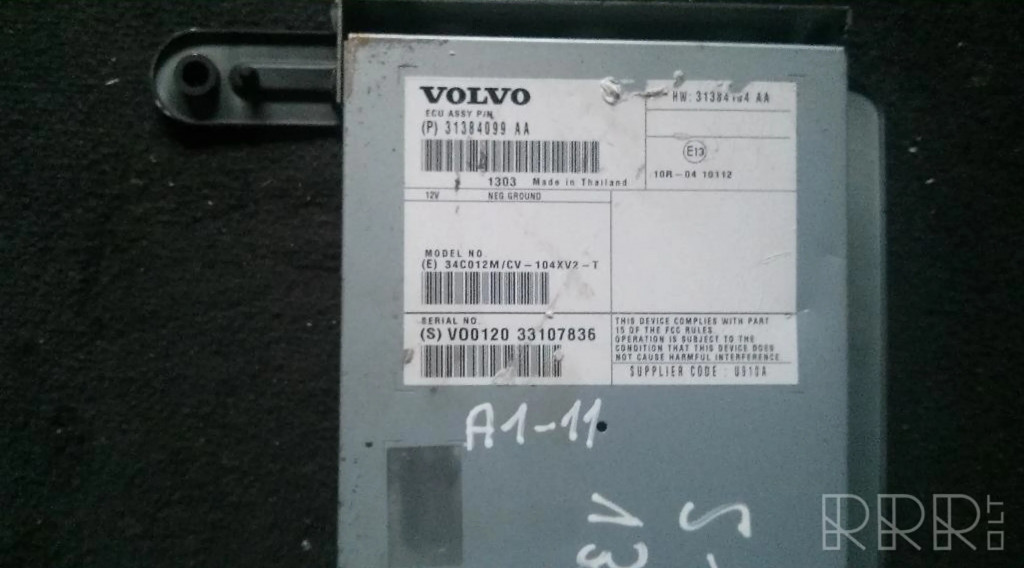 VOLVO
ECU ASSY P/N
(P) 31384099 AA
1303 Made in Thailand
HW: 31384104 AA
E13
10R-04 10112
12V NEG GROUND
MODEL NO.
(E) 34C012M/CV-104XV2-T
SERIAL NO.
(S) VO0120 33107836
THIS DEVICE COMPLIES WITH PART
15 OF THE FCC RULES.
OPERATION IS SUBJECT TO THE
CONDITION THAT THIS DEVICE DOES
NOT CAUSE HARMFUL INTERFERENCE
SUPPLIER CODE : U910A
A1-11
RRR.LT